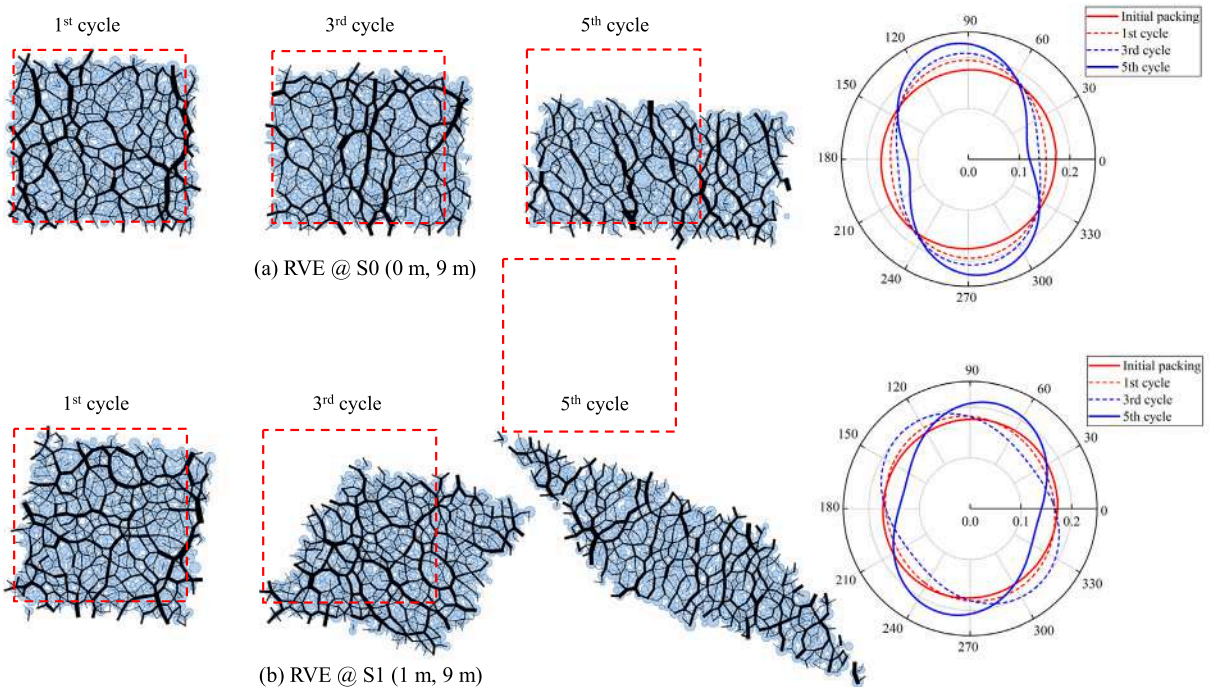 1st cycle
3rd cycle
5th cycle
90
60
30
0
330
300
270
240
210
180
150
120
0.0 0.1 0.2
Initial packing
1st cycle
3rd cycle
5th cycle
(a) RVE @ S0 (0 m, 9 m)
1st cycle
3rd cycle
5th cycle
90
60
30
0
330
300
270
240
210
180
150
120
0.0 0.1 0.2
Initial packing
1st cycle
3rd cycle
5th cycle
(b) RVE @ S1 (1 m, 9 m)